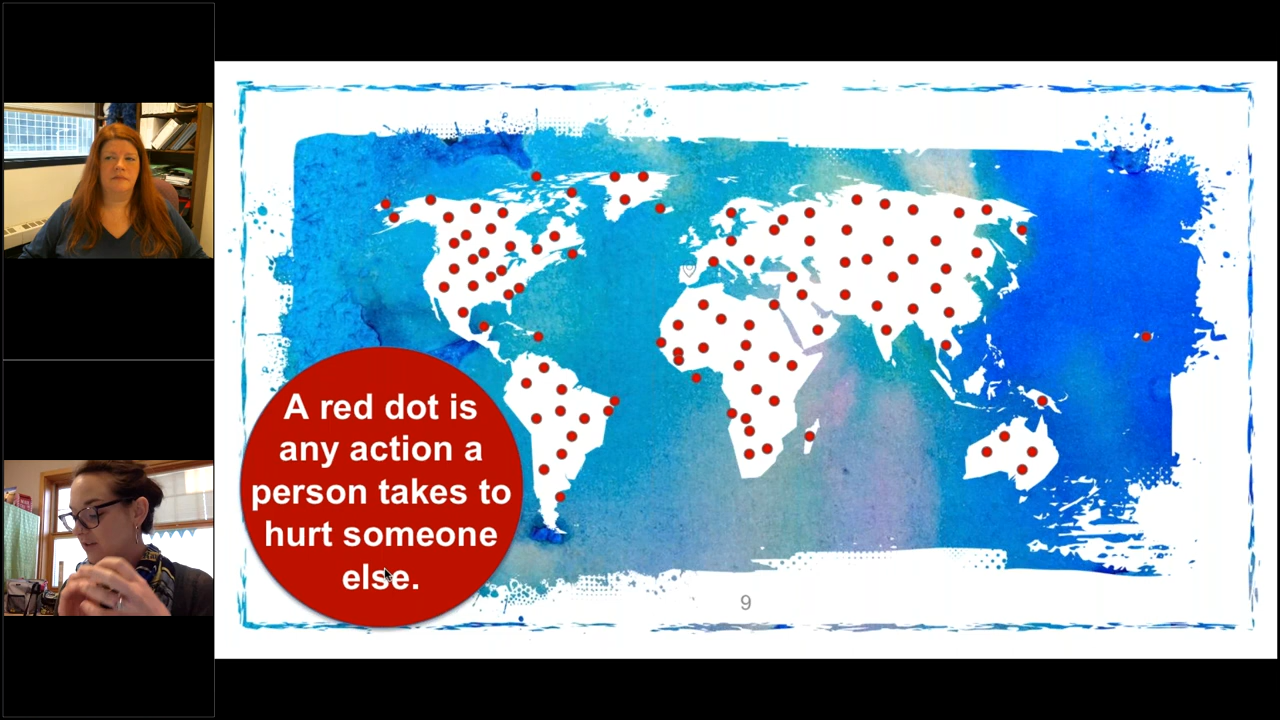 A red dot is
any action a
person takes to
hurt someone
else.
9